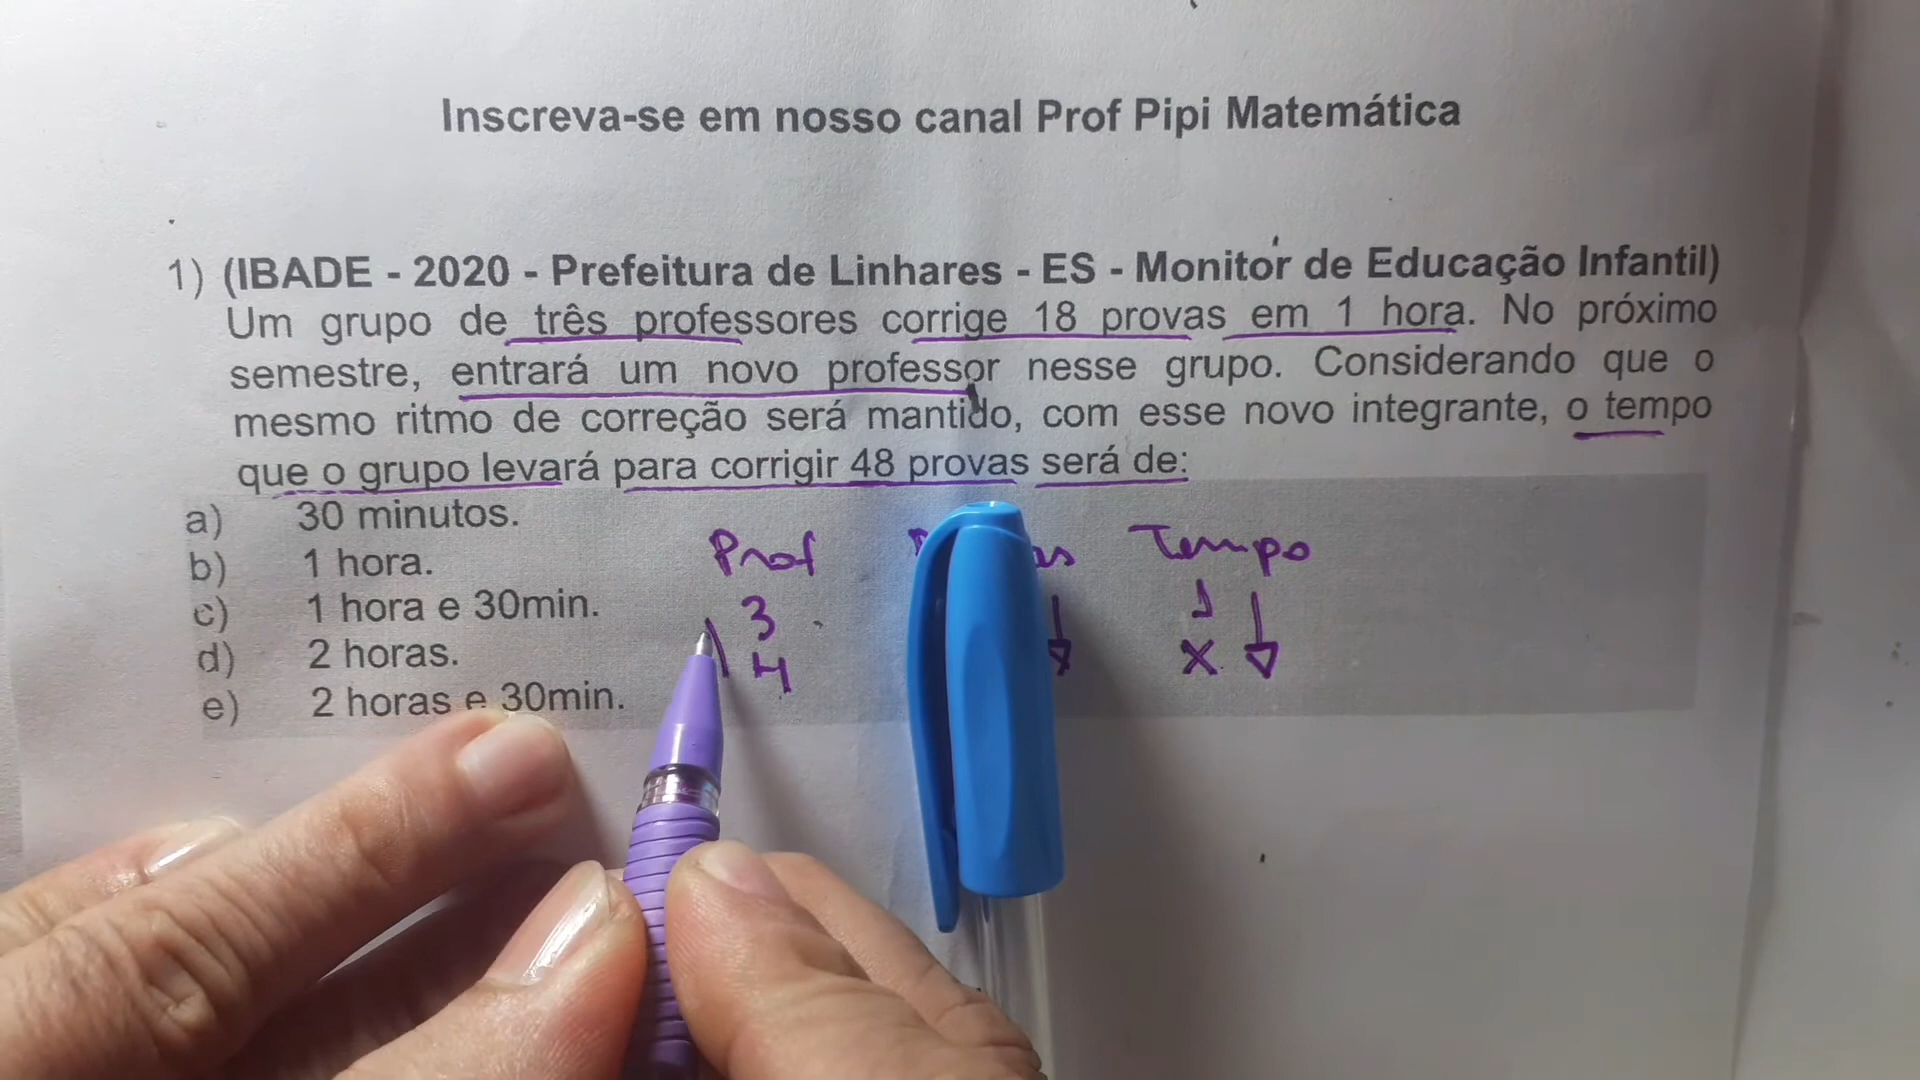 Inscreva-se em nosso canal Prof Pipi Matemática
1) (IBADE - 2020 - Prefeitura de Linhares - ES - Monitor de Educação Infantil)
Um grupo de três professores corrige 18 provas em 1 hora. No próximo
semestre, entrará um novo professor nesse grupo. Considerando que o
mesmo ritmo de correção será mantido, com esse novo integrante, o tempo
que o grupo levará para corrigir 48 provas será de:
a) 30 minutos.
b) 1 hora.
c) 1 hora e 30min.
d) 2 horas.
e) 2 horas e 30min.
Prof Tempo
3 1
4 x